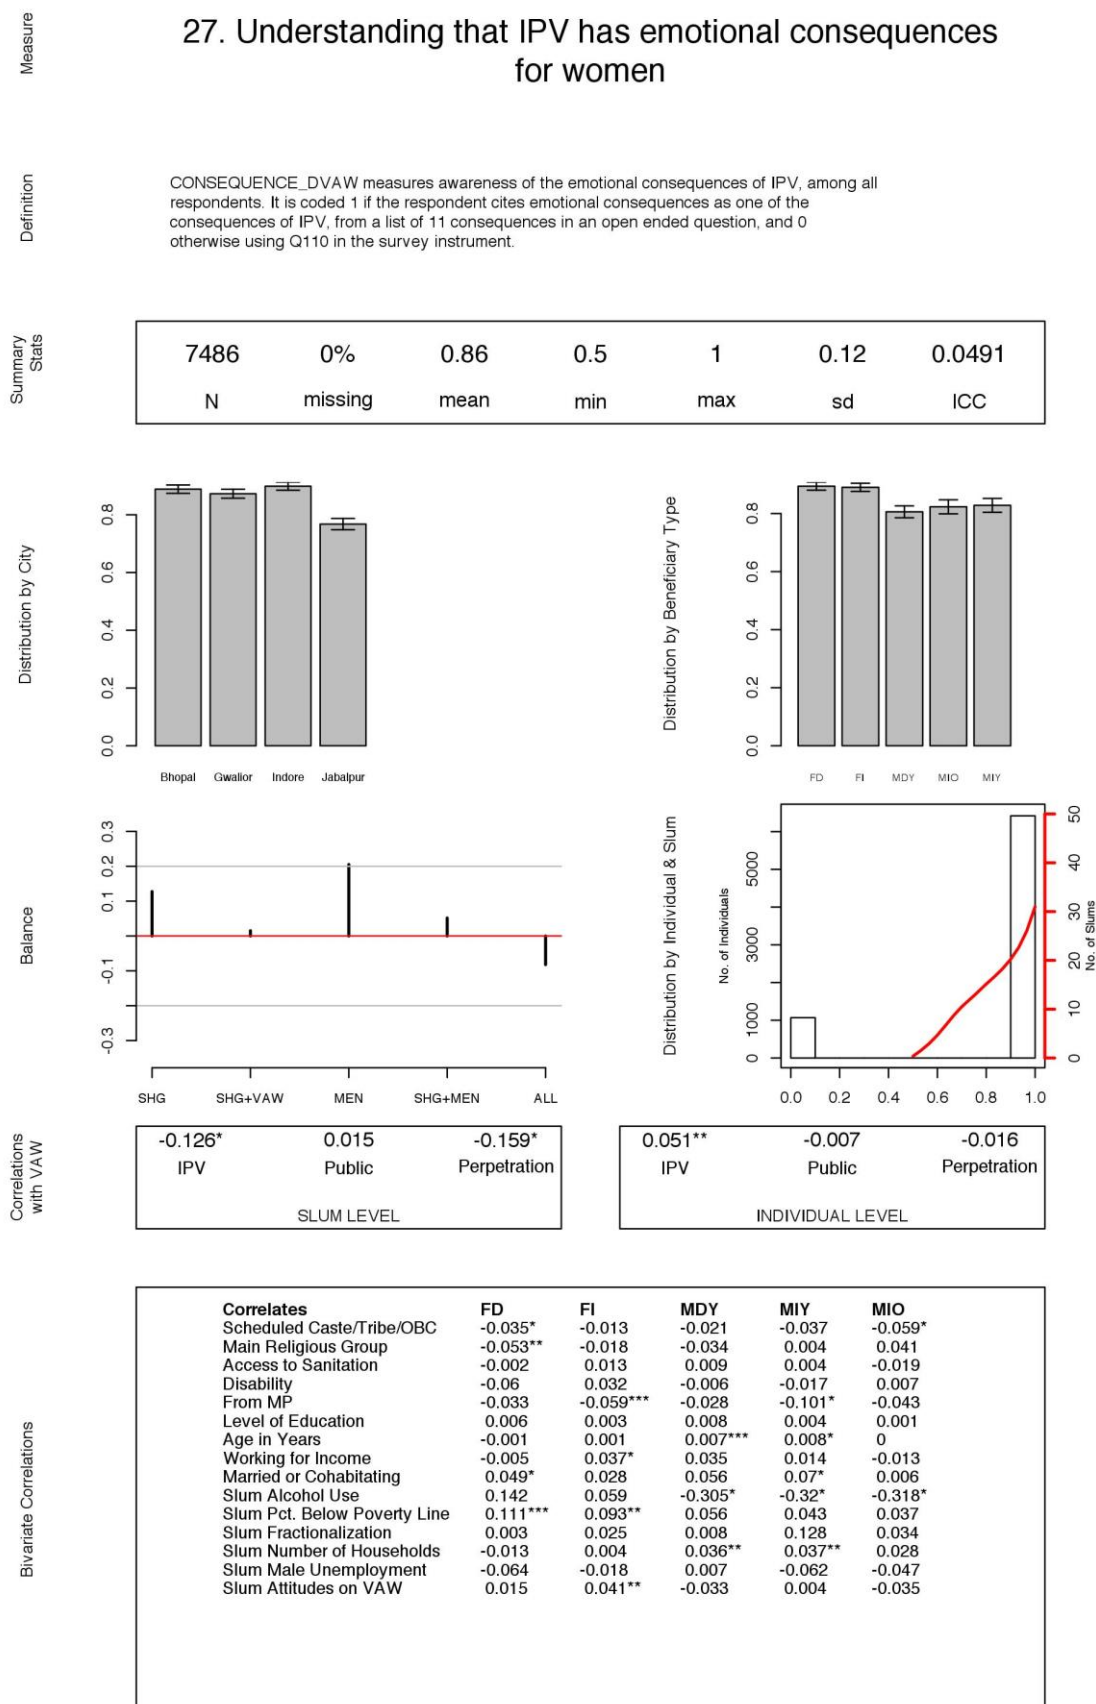 Measure
27. Understanding that IPV has emotional consequences
for women
Definition
CONSEQUENCE_DVAW measures awareness of the emotional consequences of IPV, among all
respondents. It is coded 1 if the respondent cites emotional consequences as one of the
consequences of IPV, from a list of 11 consequences in an open ended question, and 0
otherwise using Q110 in the survey instrument.
Summary
Stats
7486 0% 0.86 0.5 1 0.12 0.0491
N missing mean min max sd ICC
Distribution by City
0.8
0.6
0.4
0.2
0.0
Bhopal Gwalior Indore Jabalpur
Distribution by Beneficiary Type
0.8
0.6
0.4
0.2
0.0
FD FI MDY MIO MIY
Balance
0.3
0.2
0.1
-0.1
-0.3
SHG SHG+VAW MEN SHG+MEN ALL
Distribution by Individual & Slum
No. of Individuals
5000
3000
1000
0
50
40
30
20
10
0
No. of Slums
0.0 0.2 0.4 0.6 0.8 1.0
Correlations
with VAW
-0.126* 0.015 -0.159*
IPV Public Perpetration
SLUM LEVEL
0.051** -0.007 -0.016
IPV Public Perpetration
INDIVIDUAL LEVEL
Bivariate Correlations
Correlates FD FI MDY MIY MIO
Scheduled Caste/Tribe/OBC -0.035* -0.013 -0.021 -0.037 -0.059*
Main Religious Group -0.053** -0.018 -0.034 0.004 0.041
Access to Sanitation -0.002 0.013 0.009 0.004 -0.019
Disability -0.06 0.032 -0.006 -0.017 0.007
From MP -0.033 -0.059*** -0.028 -0.101* -0.043
Level of Education 0.006 0.003 0.008 0.004 0.001
Age in Years -0.001 0.001 0.007*** 0.008* 0
Working for Income -0.005 0.037* 0.035 0.014 -0.013
Married or Cohabitating 0.049* 0.028 0.056 0.07* 0.006
Slum Alcohol Use 0.142 0.059 -0.305* -0.32* -0.318*
Slum Pct. Below Poverty Line 0.111*** 0.093** 0.056 0.043 0.037
Slum Fractionalization 0.003 0.025 0.008 0.128 0.034
Slum Number of Households -0.013 0.004 0.036** 0.037** 0.028
Slum Male Unemployment -0.064 -0.018 0.007 -0.062 -0.047
Slum Attitudes on VAW 0.015 0.041** -0.033 0.004 -0.035